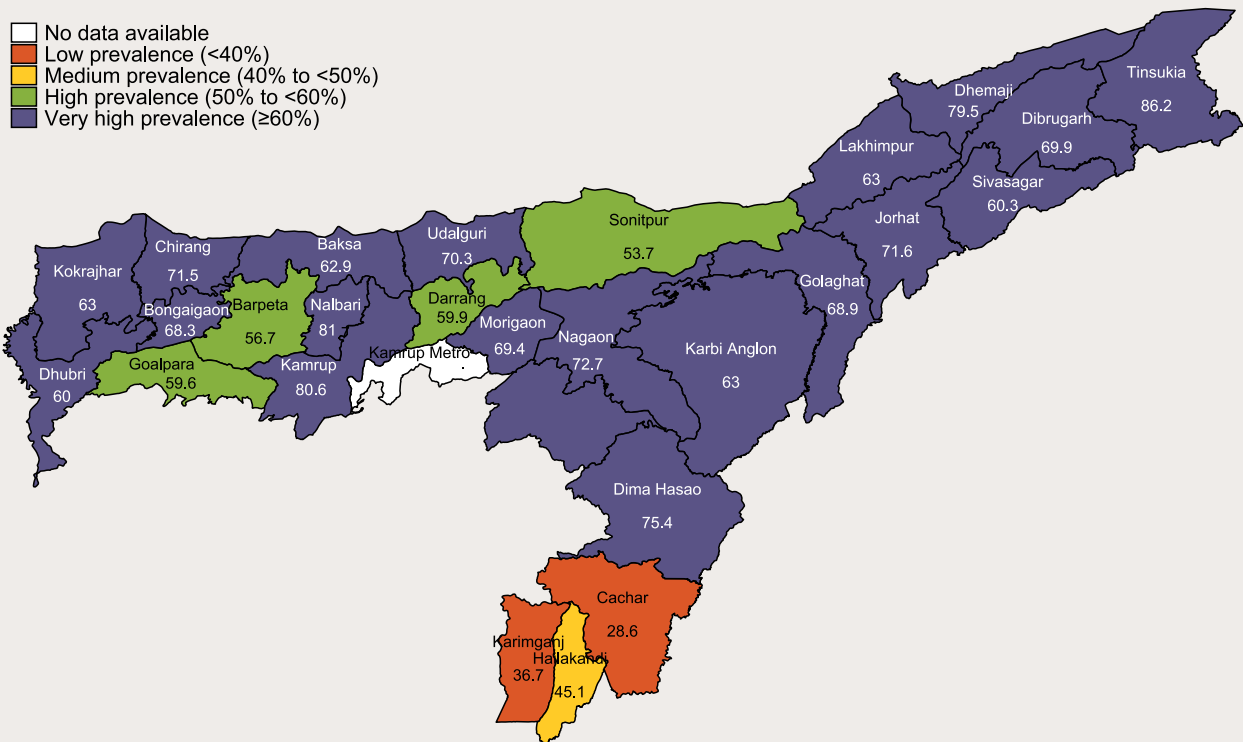 No data available
Low prevalence (<40%)
Medium prevalence (40% to <50%)
High prevalence (50% to <60%)
Very high prevalence (≥60%)
Tinsukia
86.2
Dhemaji
79.5
Dibrugarh
69.9
Lakhimpur
63
Sivasagar
60.3
Jorhat
71.6
Sonitpur
53.7
Udalguri
70.3
Baksa
62.9
Chirang
71.5
Kokrajhar
63
Golaghat
68.9
Bongaigaon
68.3
Barpeta
56.7
Nalbari
81
Darrang
59.9
Morigaon
69.4
Nagaon
72.7
Karbi Anglon
63
Kamrup Metro
Dhubri
60
Goalpara
59.6
Kamrup
80.6
Dima Hasao
75.4
Cachar
28.6
Karimganj
36.7
Hailakandi
45.1